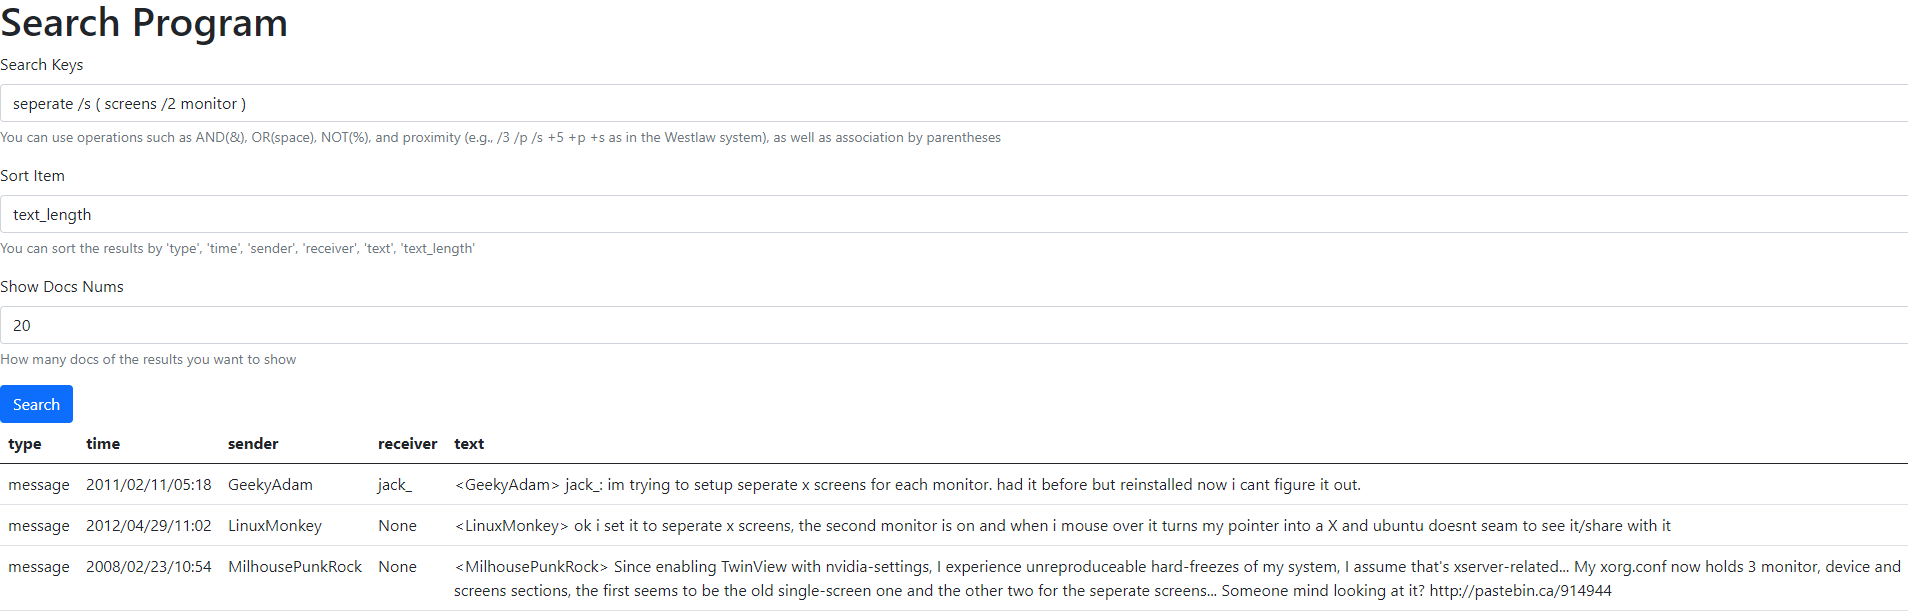 Search Program
Search Keys
seperate /s ( screens /2 monitor )
You can use operations such as AND(&), OR(space), NOT(%), and proximity (e.g., /3 /p /s +5 +p +s as in the Westlaw system), as well as association by parentheses
Sort Item
text_length
You can sort the results by 'type', 'time', 'sender', 'receiver', 'text', 'text_length'
Show Docs Nums
20
How many docs of the results you want to show
Search
type time sender receiver text
message 2011/02/11/05:18 GeekyAdam jack_ <GeekyAdam> jack_: im trying to setup seperate x screens for each monitor. had it before but reinstalled now i cant figure it out.
message 2012/04/29/11:02 LinuxMonkey None <LinuxMonkey> ok i set it to seperate x screens, the second monitor is on and when i mouse over it turns my pointer into a X and ubuntu doesnt seam to see it/share with it
message 2008/02/23/10:54 MilhousePunkRock None <MilhousePunkRock> Since enabling TwinView with nvidia-settings, I experience unreproduceable hard-freezes of my system, I assume that's xserver-related... My xorg.conf now holds 3 monitor, device and
screens sections, the first seems to be the old single-screen one and the other two for the seperate screens... Someone mind looking at it? http://pastebin.ca/914944